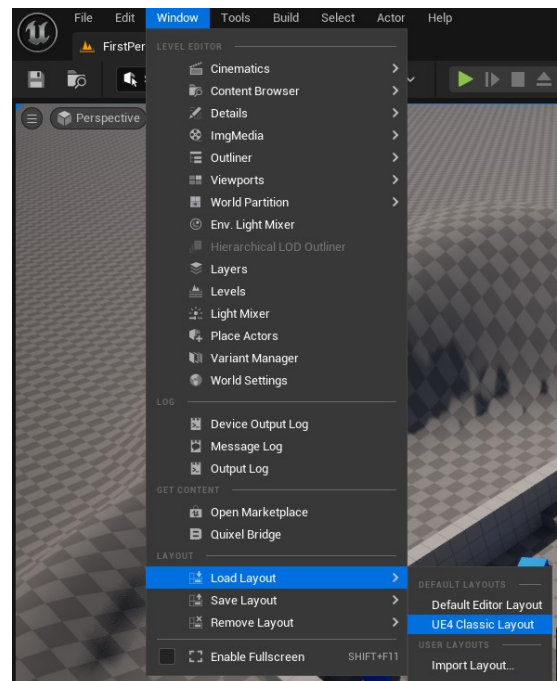 File Edit Window Tools Build Select Actor Help
FirstPer
LEVEL EDITOR
Cinematics
Content Browser
Perspective
Details
ImgMedia
Outliner
Viewports
World Partition
Env. Light Mixer
Hierarchical LOD Outliner
Layers
Levels
Light Mixer
Place Actors
Variant Manager
World Settings
LOG
Device Output Log
Message Log
Output Log
GET CONTENT
Open Marketplace
Quixel Bridge
LAYOUT
Load Layout
Save Layout
Remove Layout
Enable Fullscreen SHIFT+F11
DEFAULT LAYOUTS
Default Editor Layout
UE4 Classic Layout
USER LAYOUTS
Import Layout...